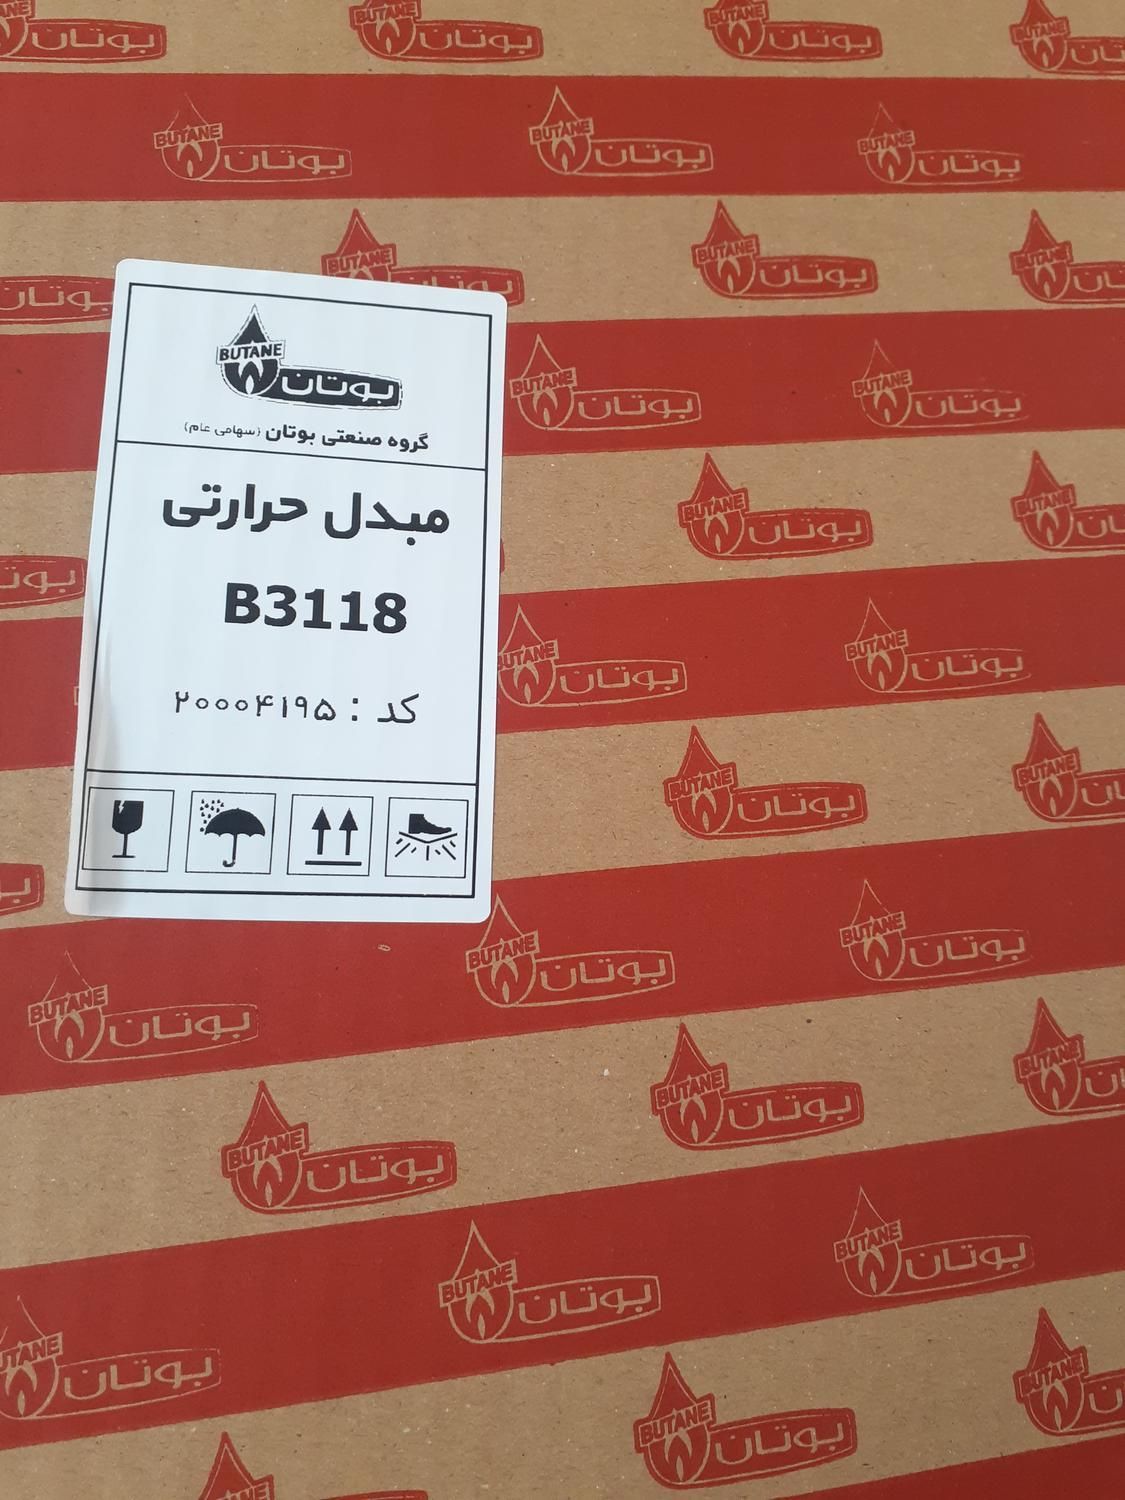 BUTANE
بوتان
گروه صنعتی بوتان (سهامی عام)
مبدل حرارتی
B3118
کد : ۲۰۰۰۴۱۹۵